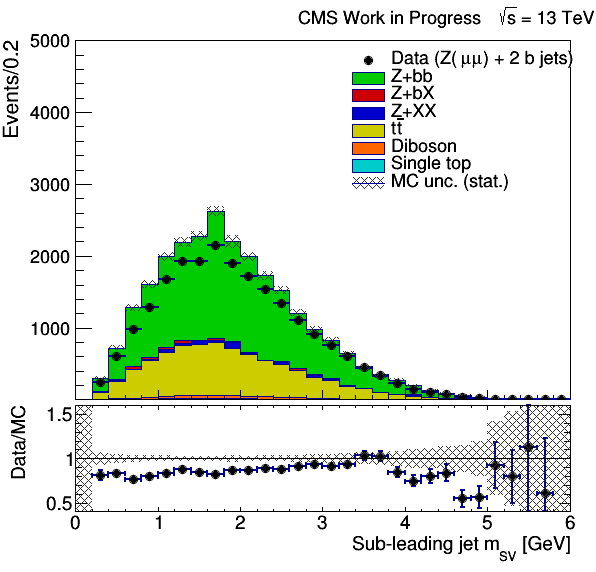 CMS Work in Progress √s = 13 TeV
Events/0.2
5000
4000
3000
2000
1000
Data (Z(μμ) + 2 b jets)
Z+bb
Z+bX
Z+XX
tt̅
Diboson
Single top
MC unc. (stat.)
Data/MC
1.5
1
0.5
0 1 2 3 4 5 6
Sub-leading jet m_SV [GeV]